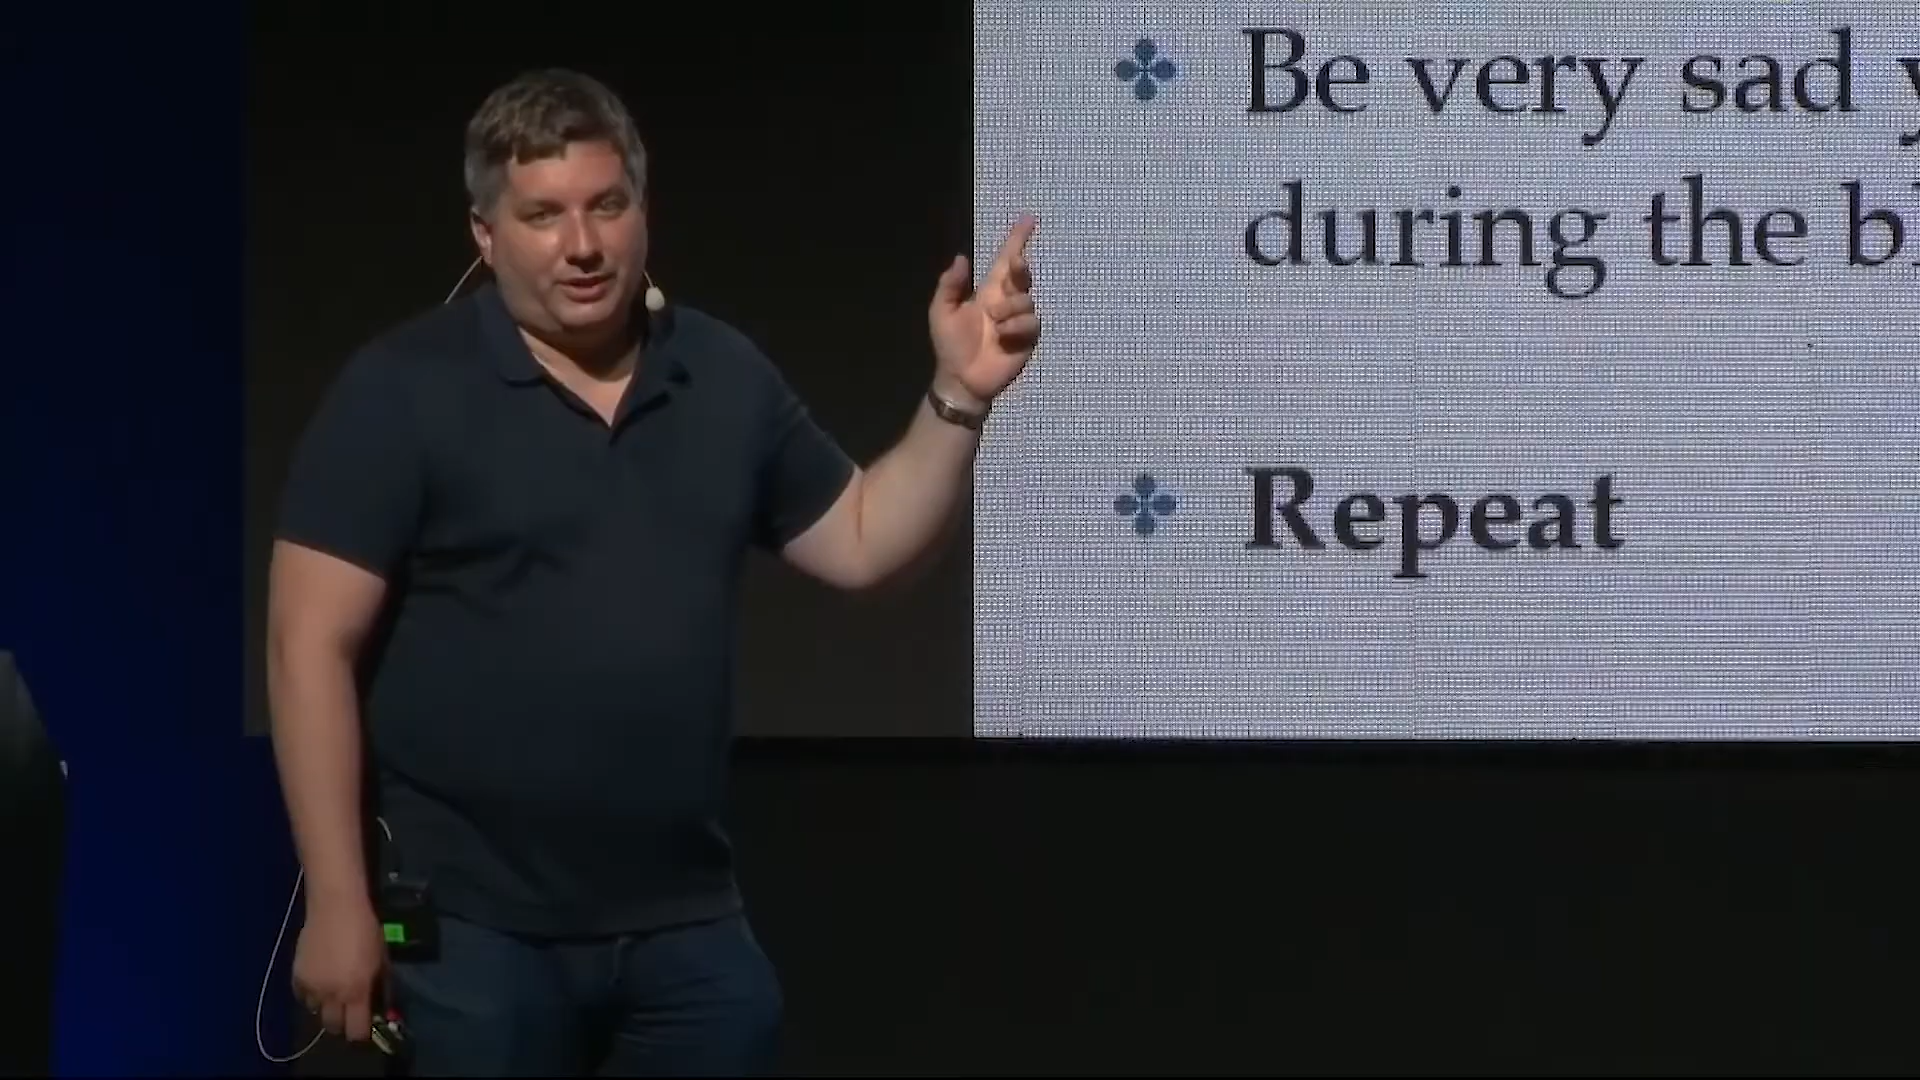 Be very sad
during the
Repeat